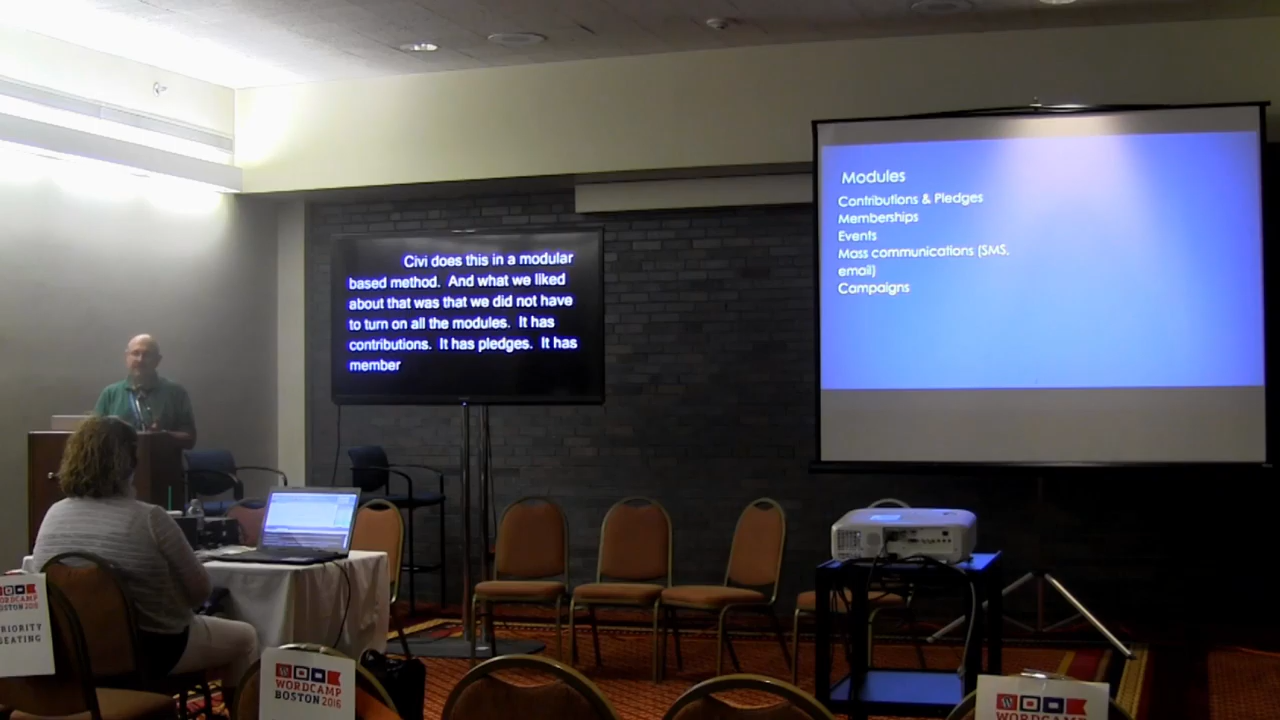 Civi does this in a modular
based method. And what we liked
about that was that we did not have
to turn on all the modules. It has
contributions. It has pledges. It has
member
Modules
Contributions & Pledges
Memberships
Events
Mass communications (SMS,
email)
Campaigns
WORDCAMP
BOSTON 2016
PRIORITY
SEATING
WORDCAMP
BOSTON 2016
WORDCAMP